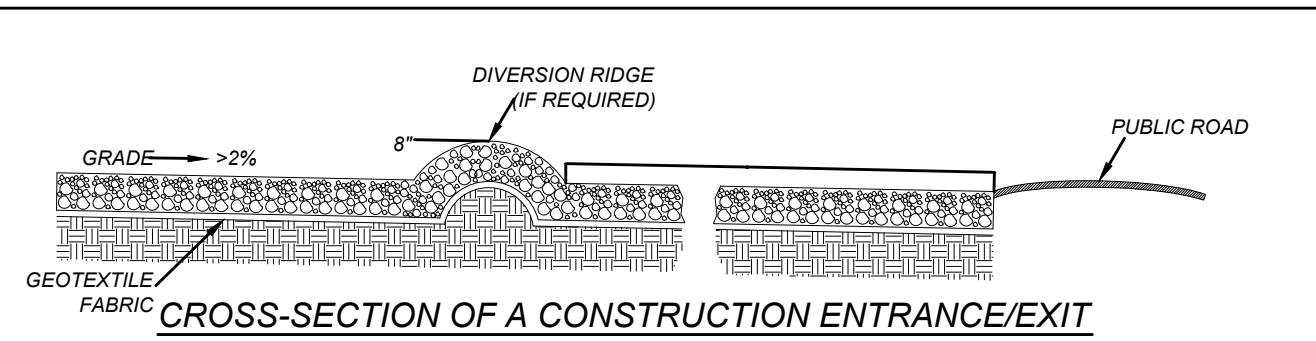 DIVERSION RIDGE
(IF REQUIRED)
PUBLIC ROAD
8"
GRADE >2%
GEOTEXTILE
FABRIC
CROSS-SECTION OF A CONSTRUCTION ENTRANCE/EXIT